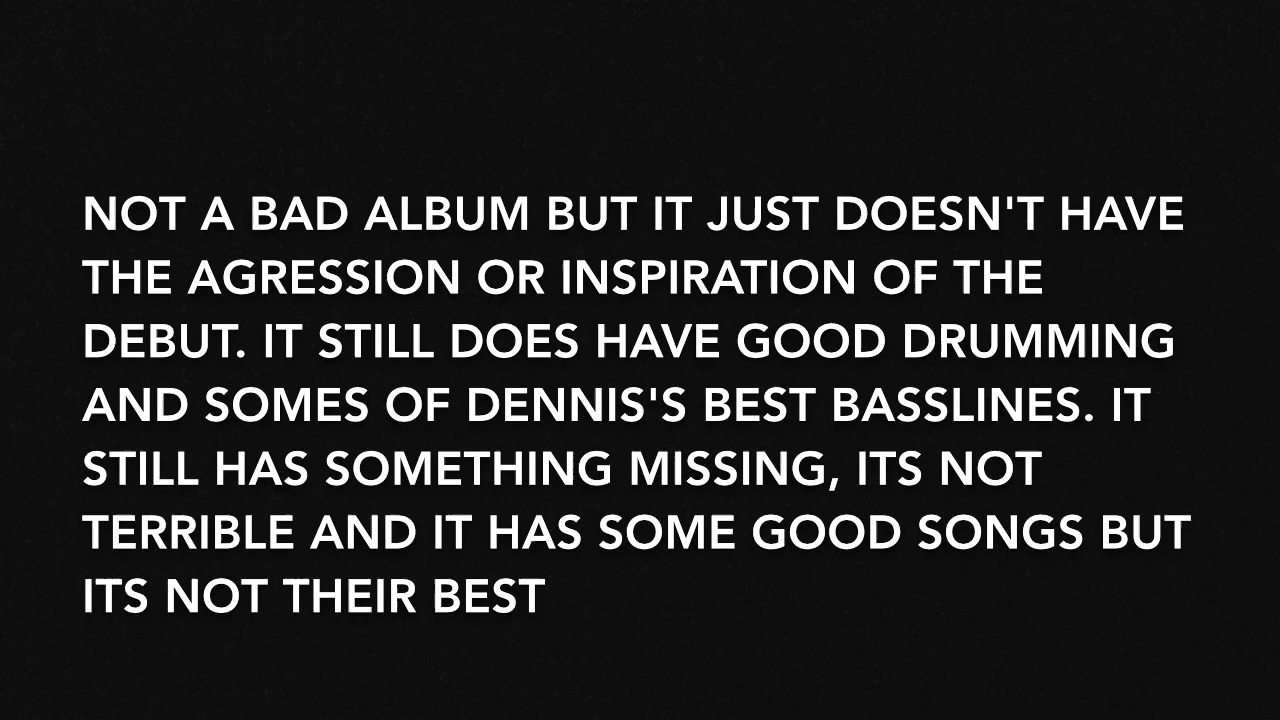 NOT A BAD ALBUM BUT IT JUST DOESN'T HAVE
THE AGRESSION OR INSPIRATION OF THE
DEBUT. IT STILL DOES HAVE GOOD DRUMMING
AND SOMES OF DENNIS'S BEST BASSLINES. IT
STILL HAS SOMETHING MISSING, ITS NOT
TERRIBLE AND IT HAS SOME GOOD SONGS BUT
ITS NOT THEIR BEST